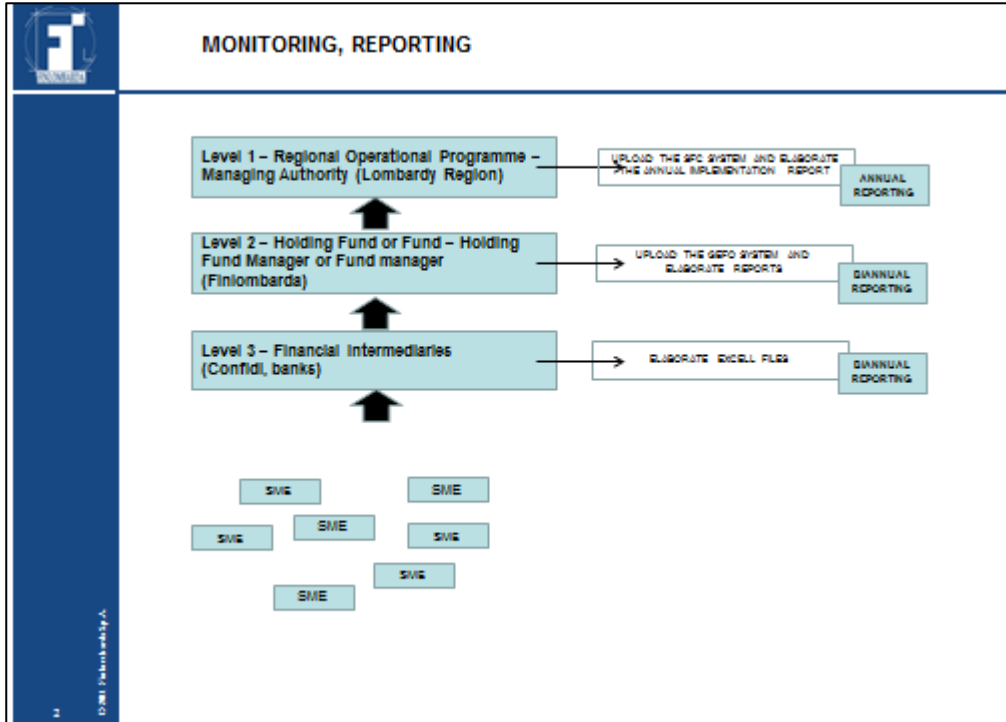 MONITORING, REPORTING
Level 1 – Regional Operational Programme –
Managing Authority (Lombardy Region)
UPLOAD THE SFC SYSTEM AND ELABORATE
THE ANNUAL IMPLEMENTATION REPORT
ANNUAL
REPORTING
Level 2 – Holding Fund or Fund – Holding
Fund Manager or Fund manager
(Finlombarda)
UPLOAD THE GEFO SYSTEM AND
ELABORATE REPORTS
BIANNUAL
REPORTING
Level 3 – Financial Intermediaries
(Confidi, banks)
ELABORATE EXCELL FILES
BIANNUAL
REPORTING
SME
SME
SME
SME
SME
SME
SME
Finlombarda S.p.A.
2